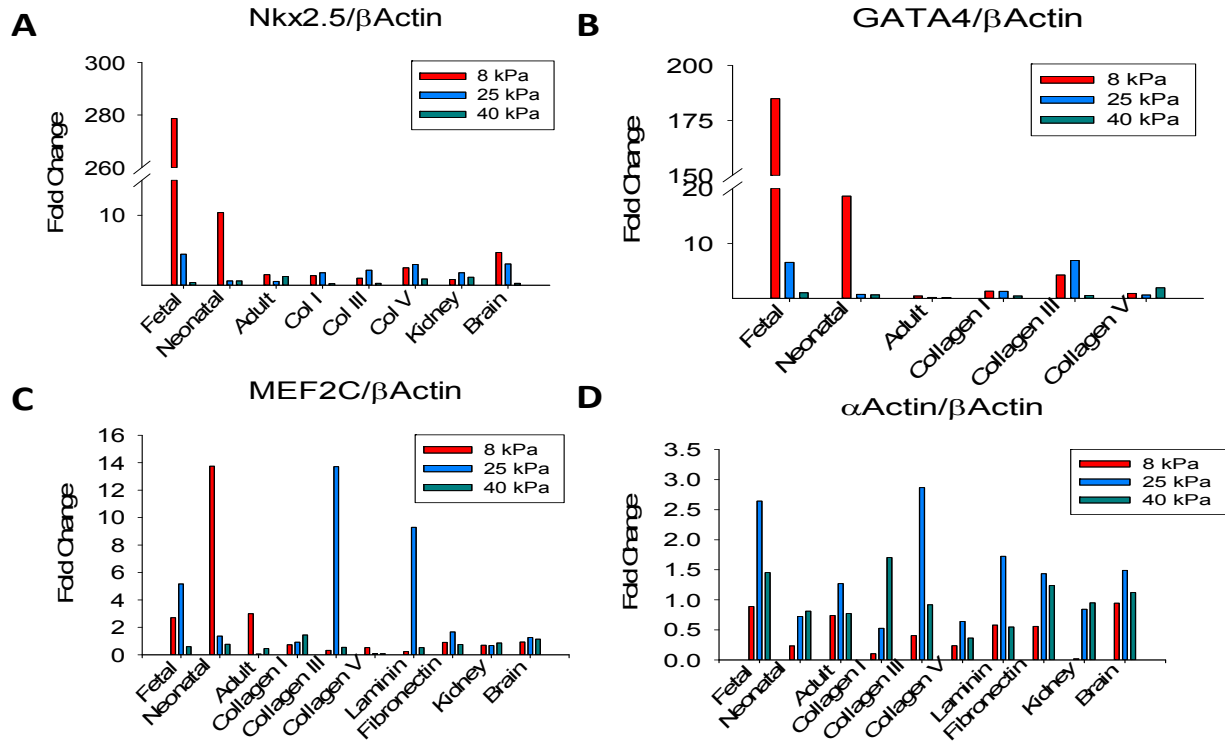 A
Nkx2.5/βActin
300
280
260
10
Fold Change
8 kPa
25 kPa
40 kPa
Fetal
Neonatal
Adult
Col I
Col III
Col V
Kidney
Brain
B
GATA4/βActin
200
175
150
20
10
Fold Change
8 kPa
25 kPa
40 kPa
Fetal
Neonatal
Adult
Collagen I
Collagen III
Collagen V
C
MEF2C/βActin
16
14
12
10
8
6
4
2
0
Fold Change
8 kPa
25 kPa
40 kPa
Fetal
Neonatal
Adult
Collagen I
Collagen III
Collagen V
Laminin
Fibronectin
Kidney
Brain
D
αActin/βActin
3.5
3.0
2.5
2.0
1.5
1.0
0.5
0.0
Fold Change
8 kPa
25 kPa
40 kPa
Fetal
Neonatal
Adult
Collagen I
Collagen III
Collagen V
Laminin
Fibronectin
Kidney
Brain